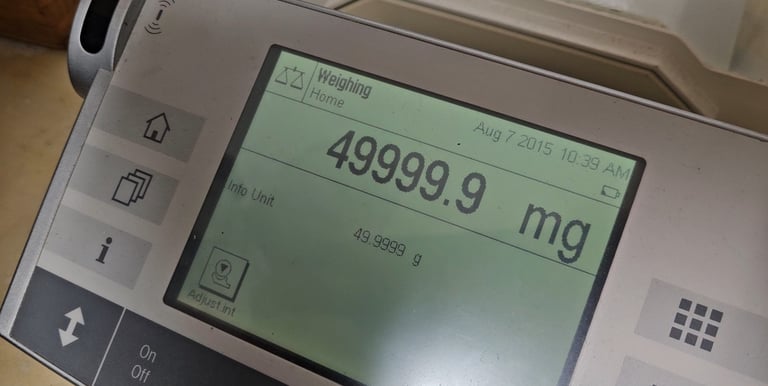 Weighing
Home
Aug 7 2015 10:39 AM
49999.9 mg
Info Unit
49.9999 g
Adjust.int
i
On
Off